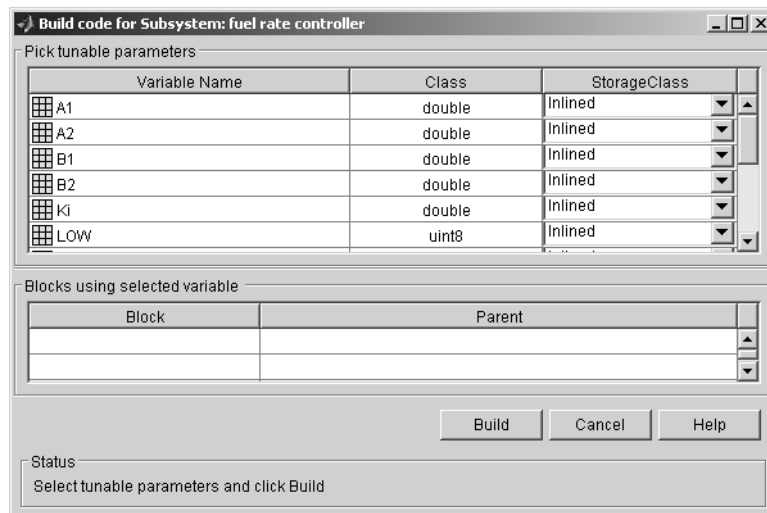 Build code for Subsystem: fuel rate controller
Pick tunable parameters
Variable Name Class StorageClass
A1 double Inlined
A2 double Inlined
B1 double Inlined
B2 double Inlined
Ki double Inlined
LOW uint8 Inlined
Blocks using selected variable
Block Parent
Build Cancel Help
Status
Select tunable parameters and click Build